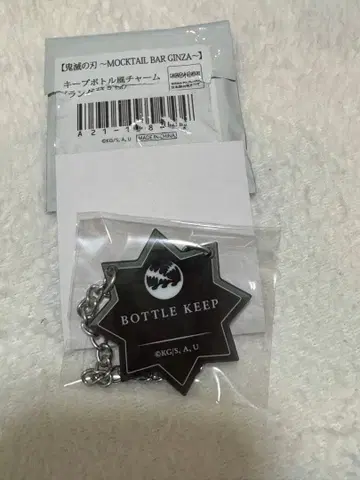 【鬼滅の刃 ～MOCKTAIL BAR GINZA～】
キープボトル風チャーム
©KG/S, A, U
MADE IN CHINA
BOTTLE KEEP
©KG/S, A, U